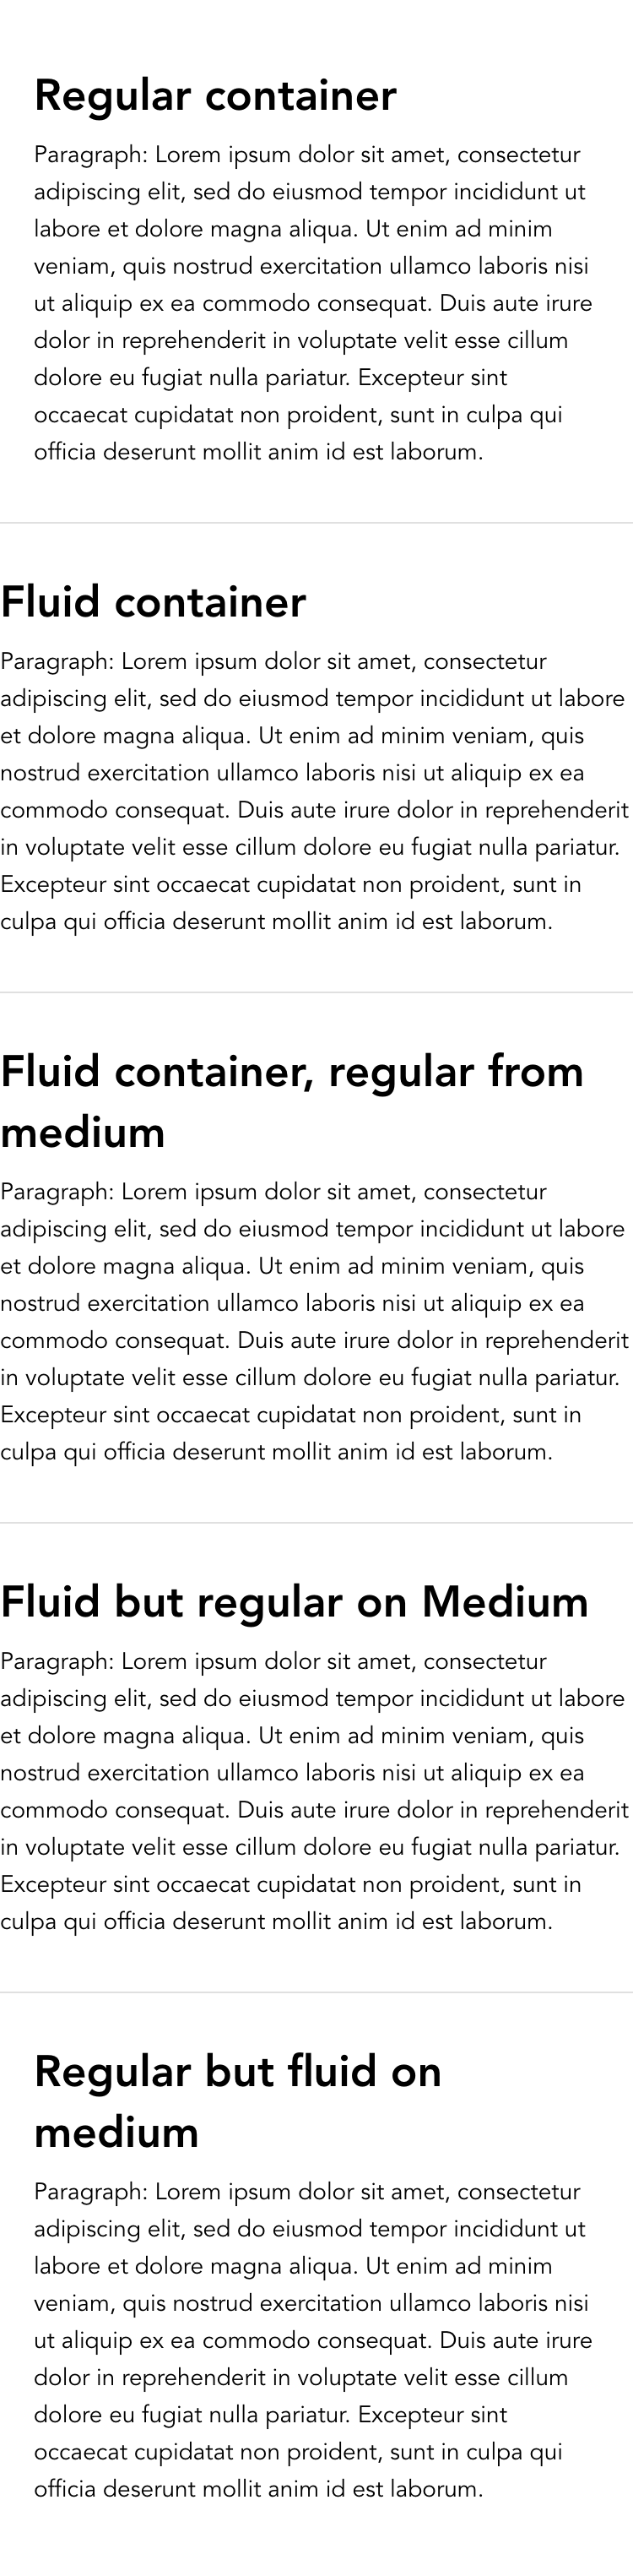 Regular container
Paragraph: Lorem ipsum dolor sit amet, consectetur
adipiscing elit, sed do eiusmod tempor incididunt ut
labore et dolore magna aliqua. Ut enim ad minim
veniam, quis nostrud exercitation ullamco laboris nisi
ut aliquip ex ea commodo consequat. Duis aute irure
dolor in reprehenderit in voluptate velit esse cillum
dolore eu fugiat nulla pariatur. Excepteur sint
occaecat cupidatat non proident, sunt in culpa qui
officia deserunt mollit anim id est laborum.
Fluid container
Paragraph: Lorem ipsum dolor sit amet, consectetur
adipiscing elit, sed do eiusmod tempor incididunt ut labore
et dolore magna aliqua. Ut enim ad minim veniam, quis
nostrud exercitation ullamco laboris nisi ut aliquip ex ea
commodo consequat. Duis aute irure dolor in reprehenderit
in voluptate velit esse cillum dolore eu fugiat nulla pariatur.
Excepteur sint occaecat cupidatat non proident, sunt in
culpa qui officia deserunt mollit anim id est laborum.
Fluid container, regular from
medium
Paragraph: Lorem ipsum dolor sit amet, consectetur
adipiscing elit, sed do eiusmod tempor incididunt ut labore
et dolore magna aliqua. Ut enim ad minim veniam, quis
nostrud exercitation ullamco laboris nisi ut aliquip ex ea
commodo consequat. Duis aute irure dolor in reprehenderit
in voluptate velit esse cillum dolore eu fugiat nulla pariatur.
Excepteur sint occaecat cupidatat non proident, sunt in
culpa qui officia deserunt mollit anim id est laborum.
Fluid but regular on Medium
Paragraph: Lorem ipsum dolor sit amet, consectetur
adipiscing elit, sed do eiusmod tempor incididunt ut labore
et dolore magna aliqua. Ut enim ad minim veniam, quis
nostrud exercitation ullamco laboris nisi ut aliquip ex ea
commodo consequat. Duis aute irure dolor in reprehenderit
in voluptate velit esse cillum dolore eu fugiat nulla pariatur.
Excepteur sint occaecat cupidatat non proident, sunt in
culpa qui officia deserunt mollit anim id est laborum.
Regular but fluid on
medium
Paragraph: Lorem ipsum dolor sit amet, consectetur
adipiscing elit, sed do eiusmod tempor incididunt ut
labore et dolore magna aliqua. Ut enim ad minim
veniam, quis nostrud exercitation ullamco laboris nisi
ut aliquip ex ea commodo consequat. Duis aute irure
dolor in reprehenderit in voluptate velit esse cillum
dolore eu fugiat nulla pariatur. Excepteur sint
occaecat cupidatat non proident, sunt in culpa qui
officia deserunt mollit anim id est laborum.